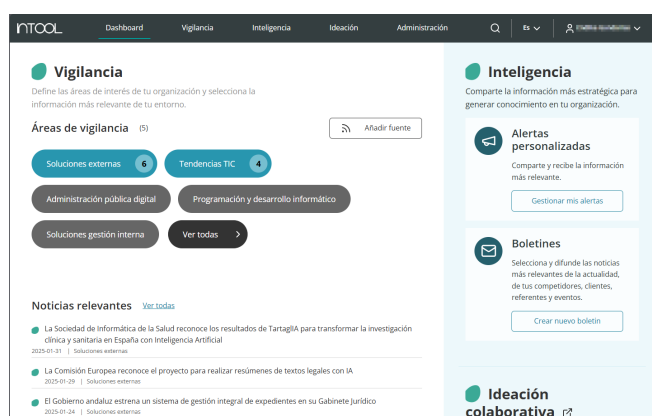 INTOOL
Dashboard
Vigilancia
Inteligencia
Ideación
Administración
Es
Vigilancia
Define las áreas de interés de tu organización y selecciona la
información más relevante de tu entorno.
Áreas de vigilancia (5)
Añadir fuente
Soluciones externas 6
Tendencias TIC 4
Administración pública digital
Programación y desarrollo informático
Soluciones gestión interna
Ver todas
Noticias relevantes Ver todas
La Sociedad de Informática de la Salud reconoce los resultados de TartaglIA para transformar la investigación
clínica y sanitaria en España con Inteligencia Artificial
2025-01-31 | Soluciones externas
La Comisión Europea reconoce el proyecto para realizar resúmenes de textos legales con IA
2025-01-29 | Soluciones externas
El Gobierno andaluz estrena un sistema de gestión integral de expedientes en su Gabinete Jurídico
2025-01-24 | Soluciones externas
Inteligencia
Comparte la información más estratégica para
generar conocimiento en tu organización.
Alertas
personalizadas
Comparte y recibe la información
más relevante.
Gestionar mis alertas
Boletines
Selecciona y difunde las noticias
más relevantes de la actualidad,
de tus competidores, clientes,
referentes y eventos.
Crear nuevo boletin
Ideación
colaborativa